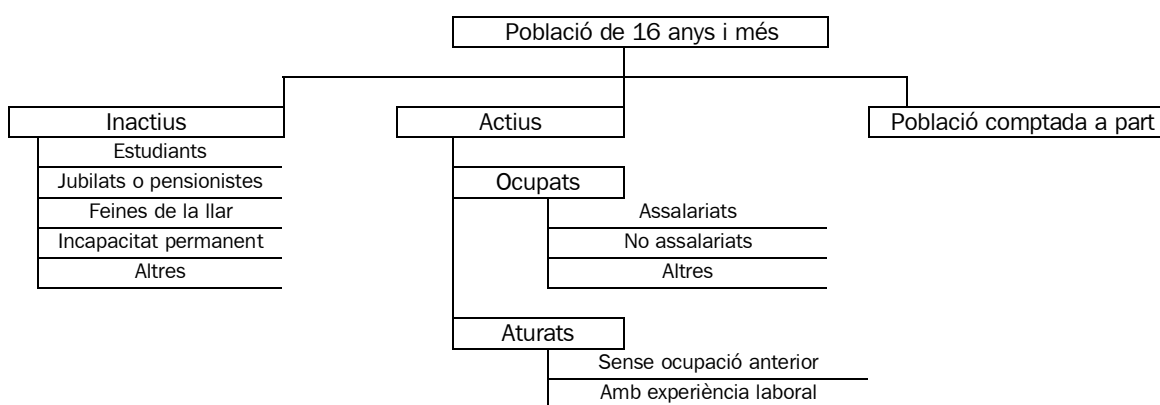 Població de 16 anys i més
Inactius
Estudiants
Jubilats o pensionistes
Feines de la llar
Incapacitat permanent
Altres
Actius
Ocupats
Assalariats
No assalariats
Altres
Aturats
Sense ocupació anterior
Amb experiència laboral
Població comptada a part